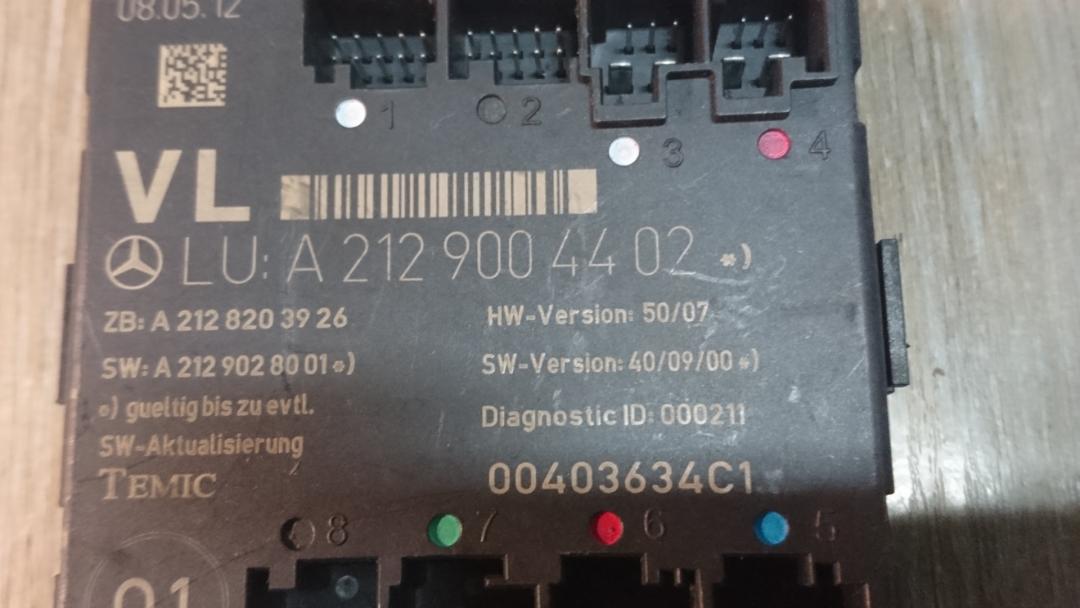 08.05.12
1 2
3 4
VL
LU: A 212 900 44 02 *)
ZB: A 212 820 39 26 HW-Version: 50/07
SW: A 212 902 80 01 *) SW-Version: 40/09/00 *)
*) gueltig bis zu evtl. Diagnostic ID: 000211
SW-Aktualisierung
TEMIC 00403634C1
8 7 6 5
01